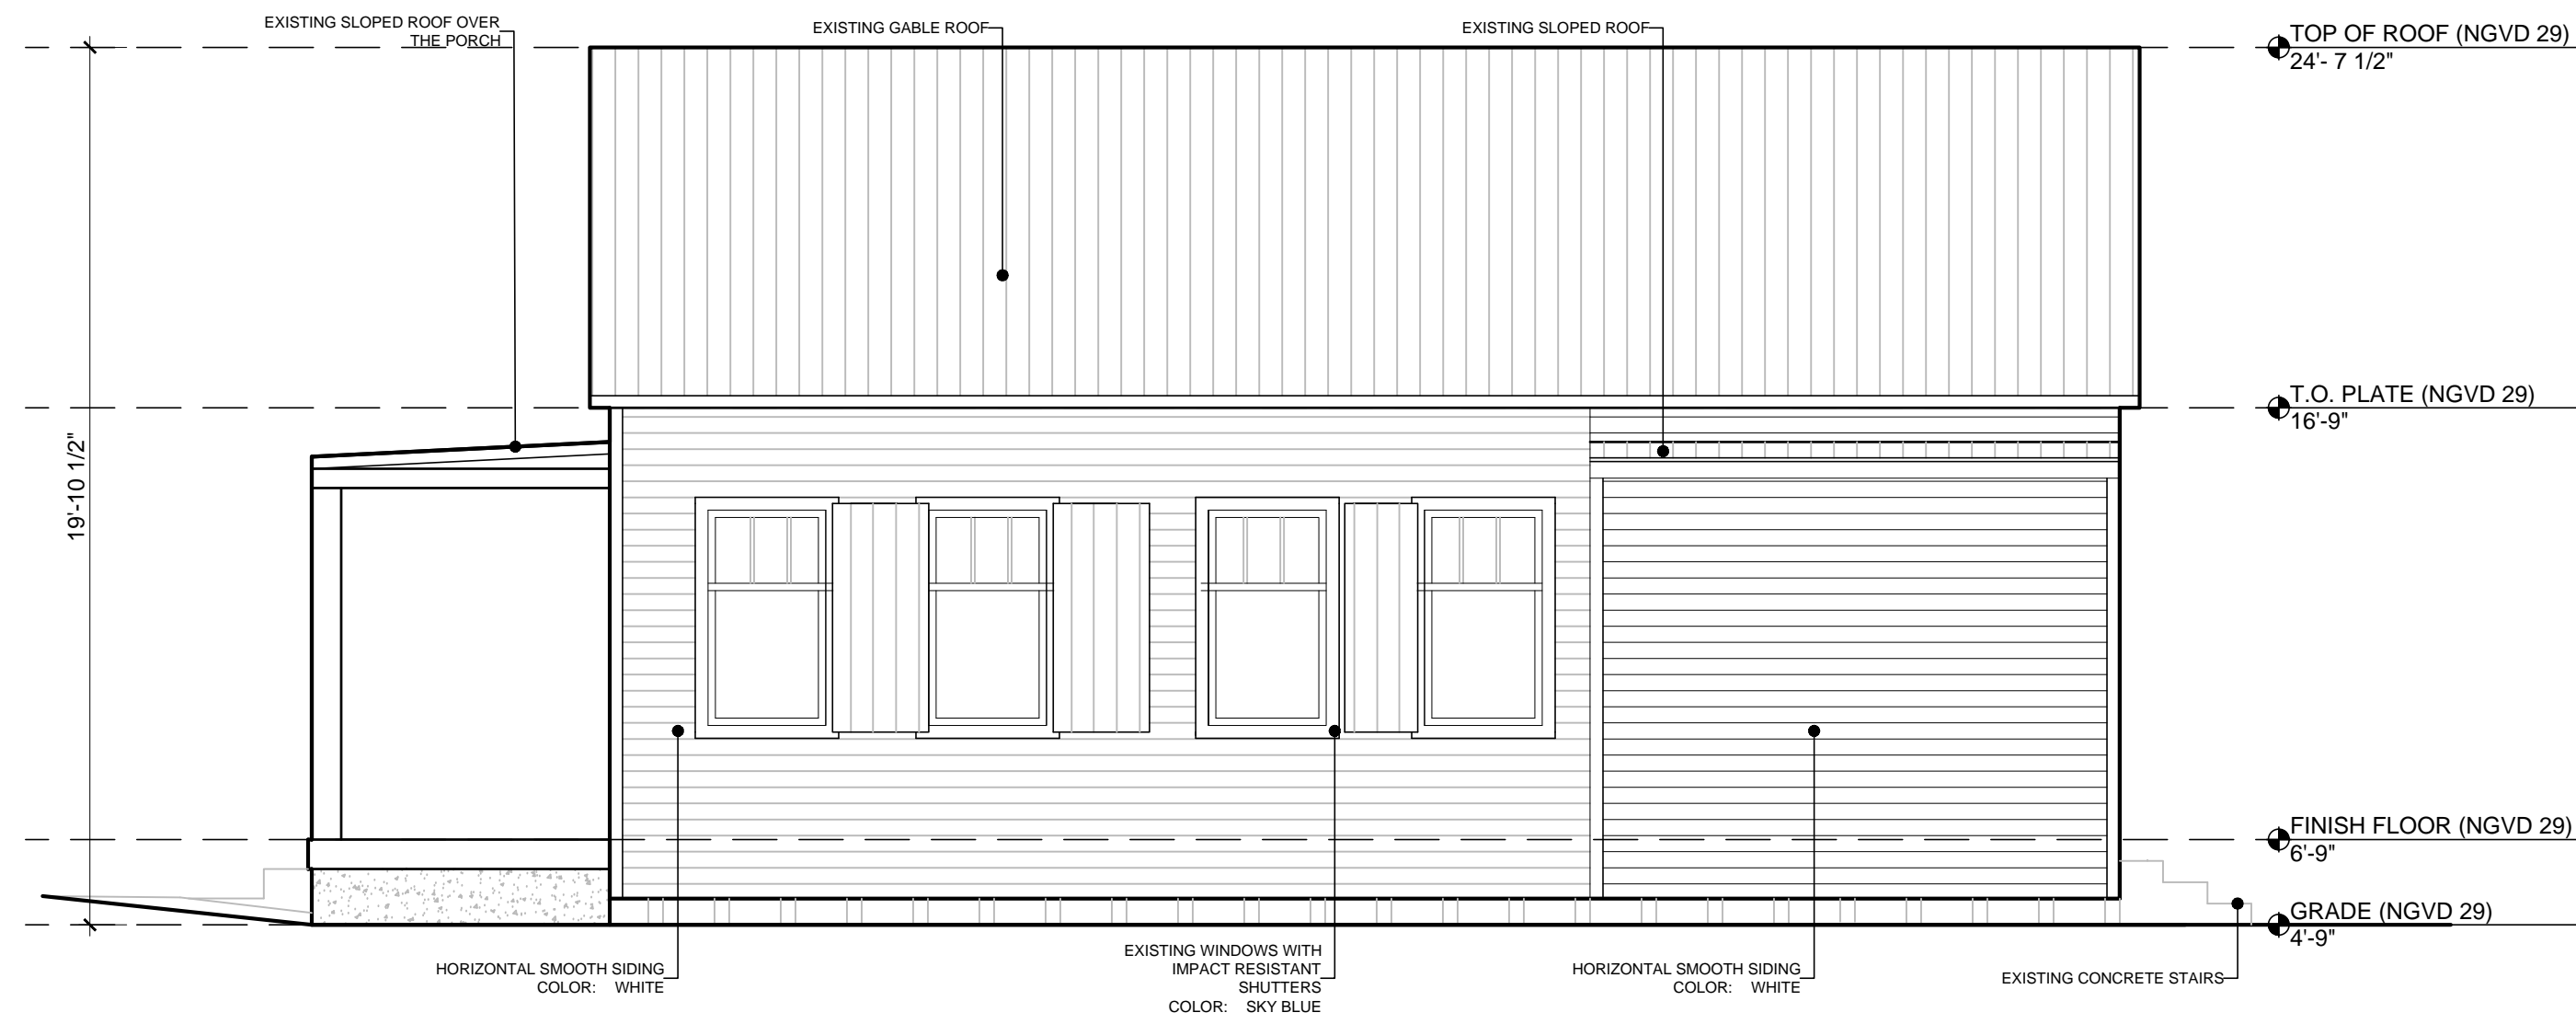 EXISTING SLOPED ROOF OVER
THE PORCH
EXISTING GABLE ROOF
EXISTING SLOPED ROOF
TOP OF ROOF (NGVD 29)
24'- 7 1/2"
T.O. PLATE (NGVD 29)
16'-9"
19'-10 1/2"
FINISH FLOOR (NGVD 29)
6'-9"
GRADE (NGVD 29)
4'-9"
HORIZONTAL SMOOTH SIDING
COLOR: WHITE
EXISTING WINDOWS WITH
IMPACT RESISTANT
SHUTTERS
COLOR: SKY BLUE
HORIZONTAL SMOOTH SIDING
COLOR: WHITE
EXISTING CONCRETE STAIRS